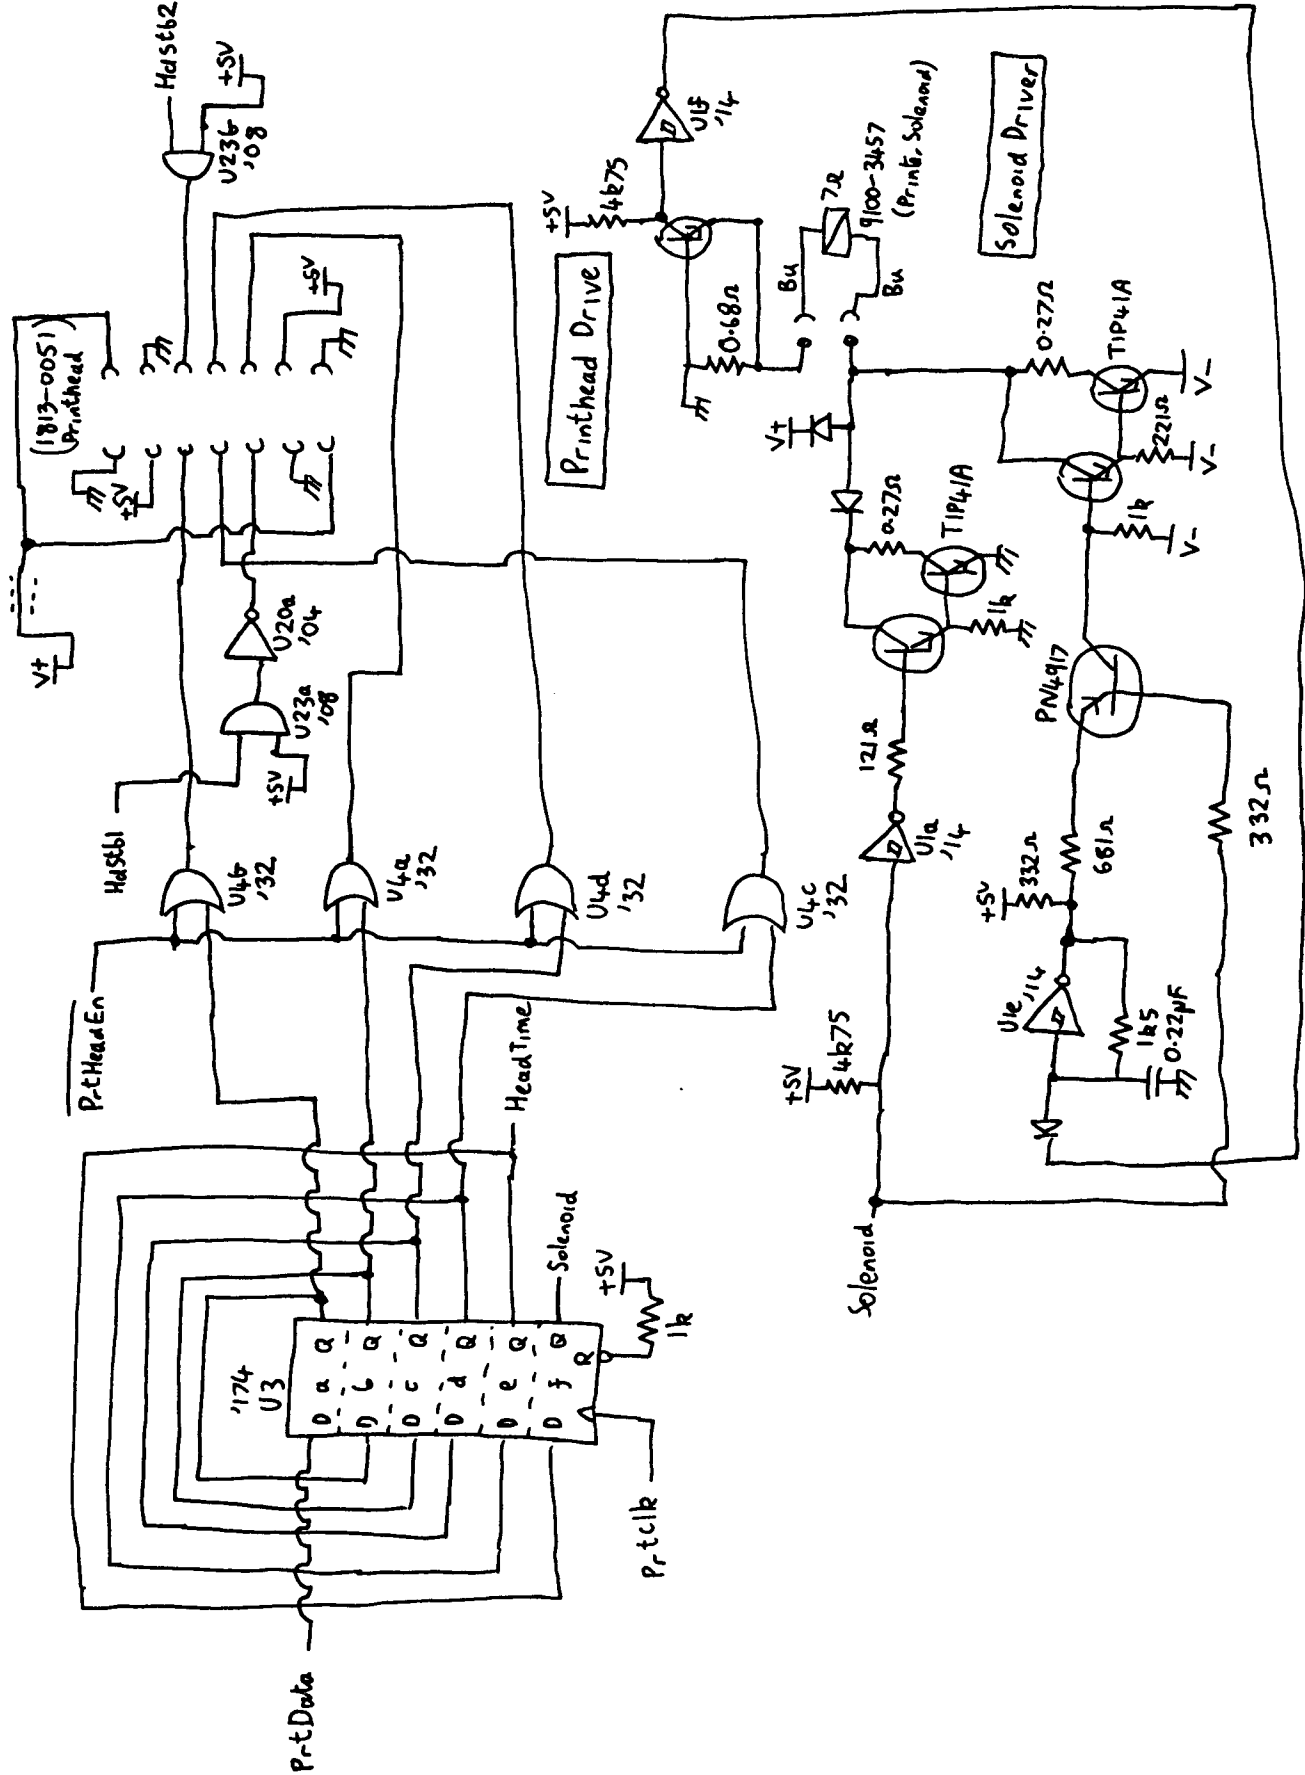 PrtData
PrtClk
'174
U3
D a Q
D b Q
D c Q
D d Q
D e Q
D f Q
R
1k
+5V
Solenoid
HeadTime
PrtHeadEn
HdStb1
U4b
'32
U4a
'32
U4d
'32
U4c
'32
+5V
U23a
'08
U20a
'04
V+
(1813-0051)
Printhead
+5V
+5V
HdStb2
U23b
'08
+5V
Printhead Drive
Solenoid
+5V
4k75
U1a
'14
121Ω
1k
TIP41A
0.27Ω
V+
Bu
Bu
7Ω
9100-3457
(Printer Solenoid)
0.68Ω
+5V
4k75
U1f
'14
Solenoid Driver
U1e
'14
1k5
0.22µF
+5V
332Ω
681Ω
332Ω
PN4917
1k
V-
221Ω
V-
0.27Ω
TIP41A
V-